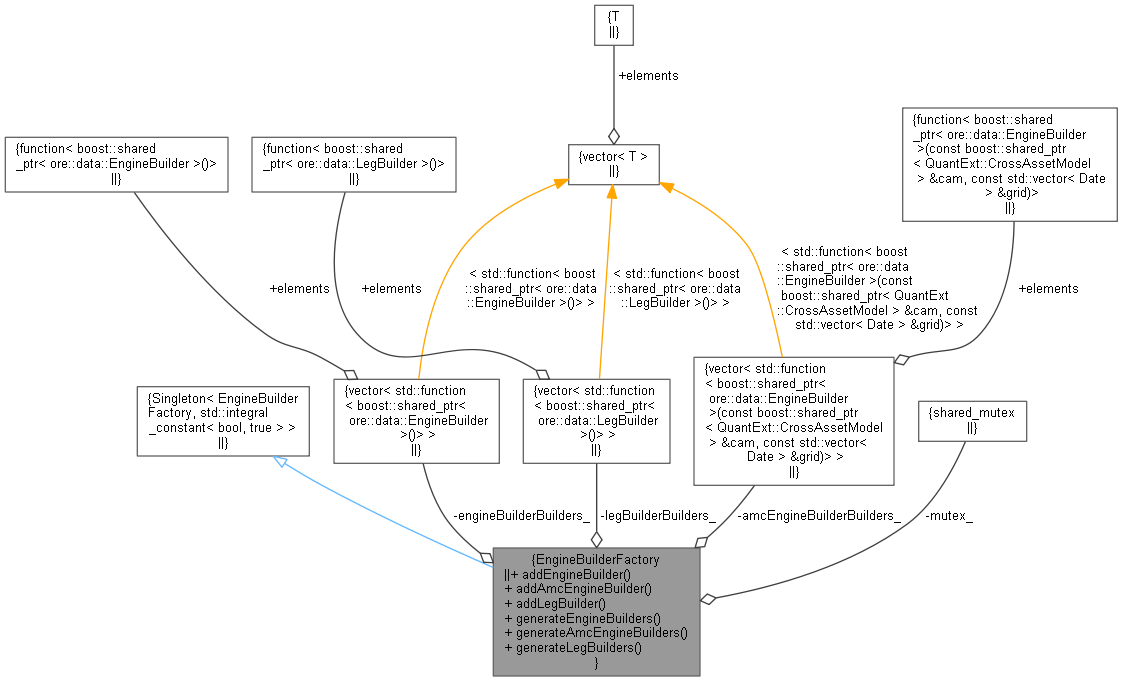 {T
||}
+elements
{function< boost::shared
_ptr< ore::data::EngineBuilder >()>
||}
{function< boost::shared
_ptr< ore::data::LegBuilder >()>
||}
{vector< T >
||}
{function< boost::shared
_ptr< ore::data::EngineBuilder
>(const boost::shared_ptr
< QuantExt::CrossAssetModel
> &cam, const std::vector< Date
> &grid)>
||}
+elements
+elements
< std::function< boost
::shared_ptr< ore::data
::EngineBuilder >()> >
< std::function< boost
::shared_ptr< ore::data
::LegBuilder >()> >
< std::function< boost
::shared_ptr< ore::data
::EngineBuilder >(const
boost::shared_ptr< QuantExt
::CrossAssetModel > &cam, const
std::vector< Date > &grid)> >
+elements
{Singleton< EngineBuilder
Factory, std::integral
_constant< bool, true > >
||}
{vector< std::function
< boost::shared_ptr<
ore::data::EngineBuilder
>()> >
||}
{vector< std::function
< boost::shared_ptr<
ore::data::LegBuilder
>()> >
||}
{vector< std::function
< boost::shared_ptr<
ore::data::EngineBuilder
>(const boost::shared_ptr
< QuantExt::CrossAssetModel
> &cam, const std::vector<
Date > &grid)> >
||}
{shared_mutex
||}
-engineBuilderBuilders_
-legBuilderBuilders_
-amcEngineBuilderBuilders_
-mutex_
{EngineBuilderFactory
||+ addEngineBuilder()
+ addAmcEngineBuilder()
+ addLegBuilder()
+ generateEngineBuilders()
+ generateAmcEngineBuilders()
+ generateLegBuilders()
}